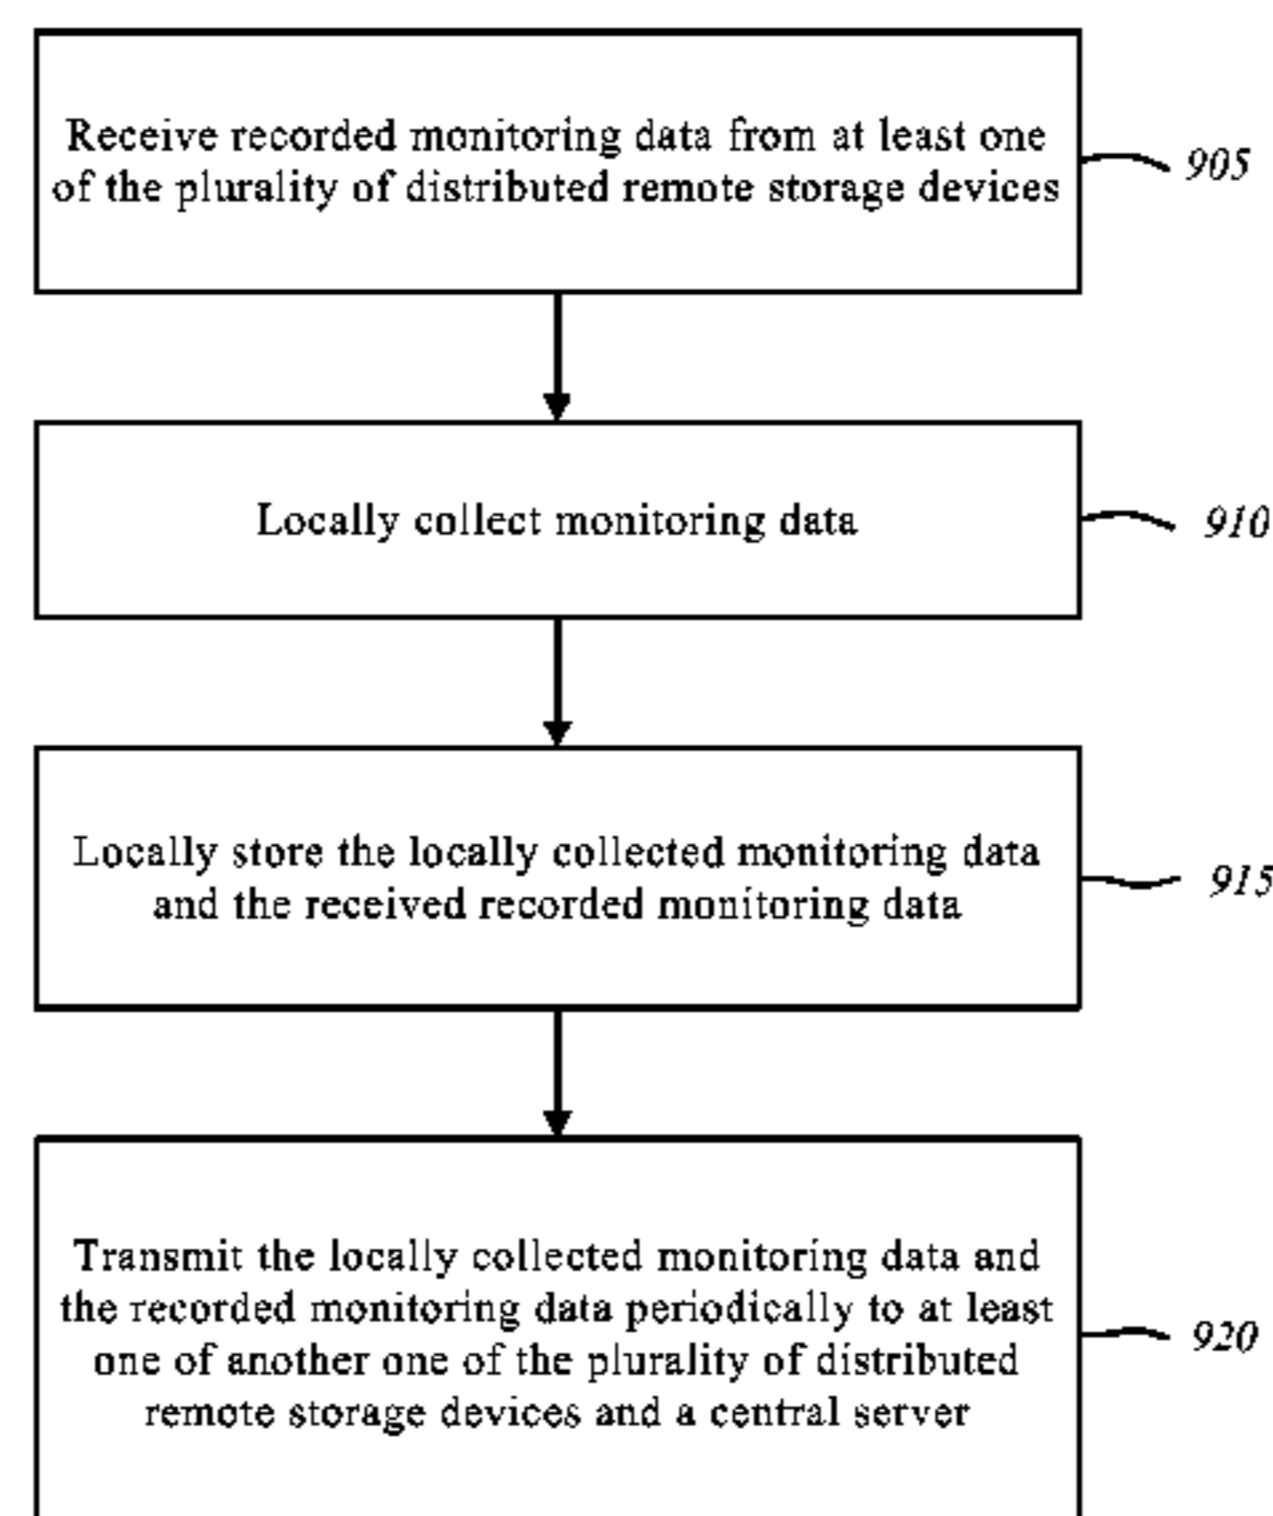 Receive recorded monitoring data from at least one
of the plurality of distributed remote storage devices
905
Locally collect monitoring data
910
Locally store the locally collected monitoring data
and the received recorded monitoring data
915
Transmit the locally collected monitoring data and
the recorded monitoring data periodically to at least
one of another one of the plurality of distributed
remote storage devices and a central server
920